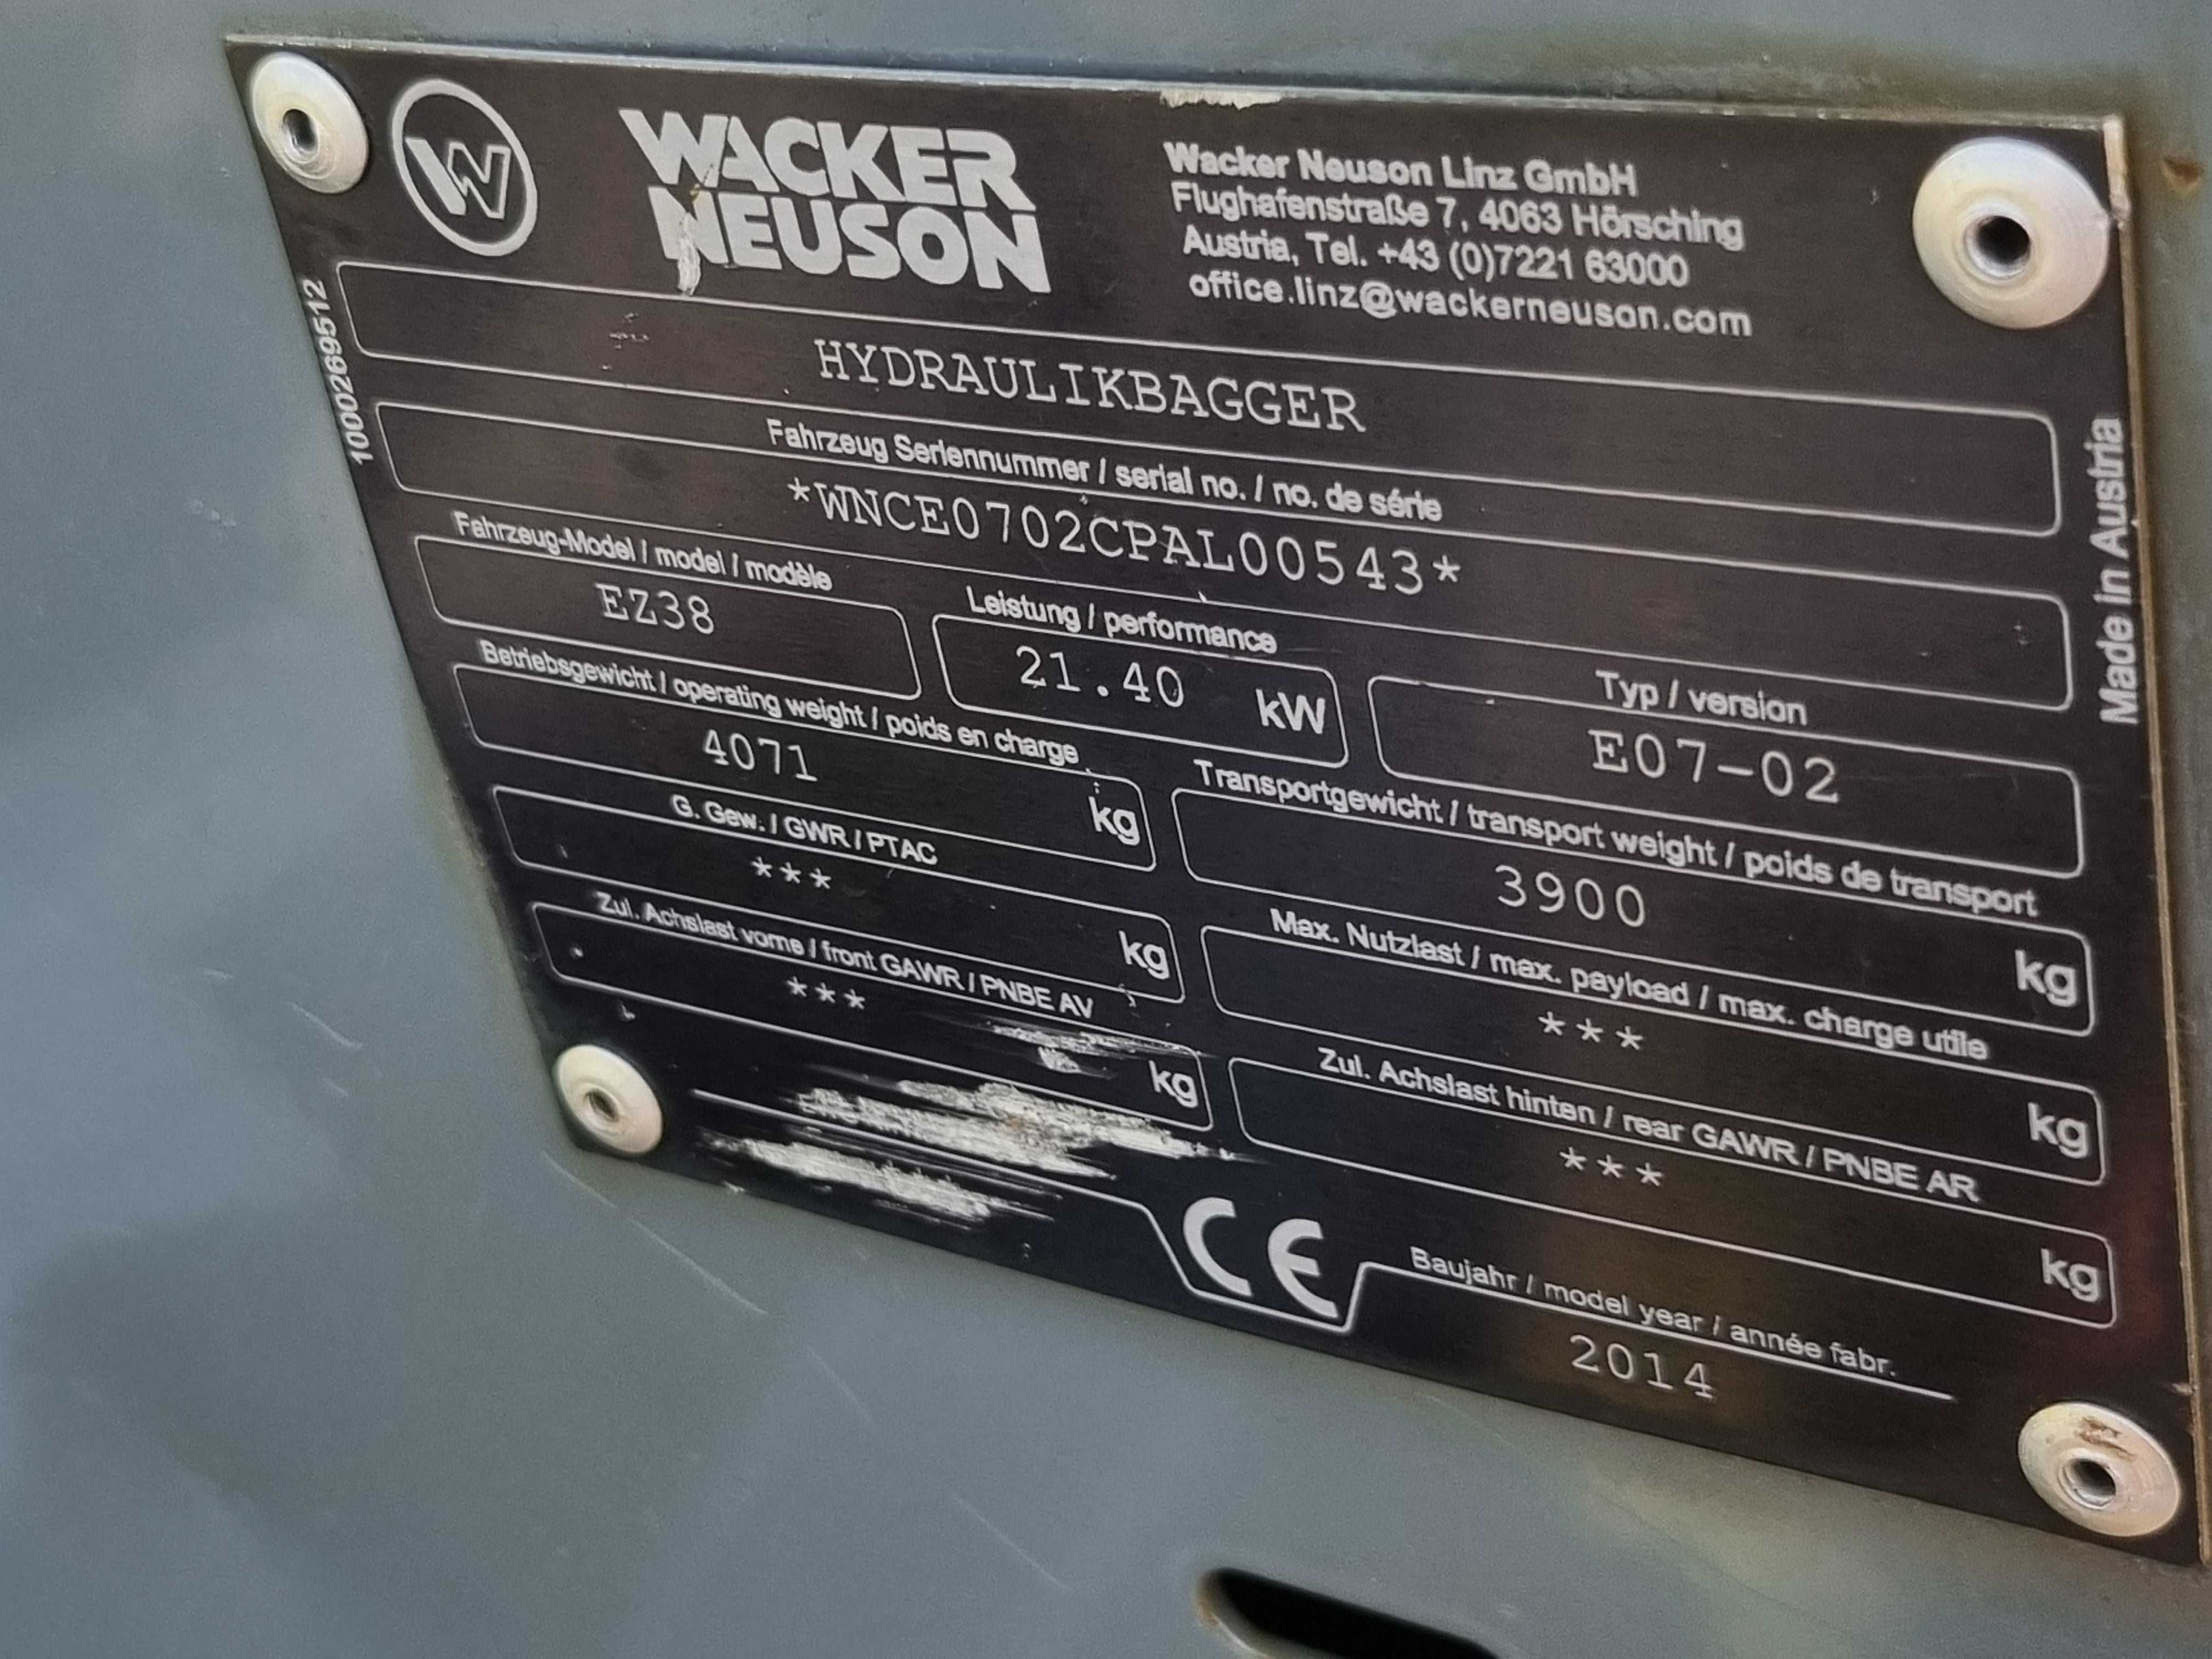 W
WACKER
NEUSON
Wacker Neuson Linz GmbH
Flughafenstraße 7, 4063 Hörsching
Austria, Tel. +43 (0)7221 63000
office.linz@wackerneuson.com
1000269512
HYDRAULIKBAGGER
Fahrzeug Seriennummer / serial no. / no. de série
*WNCE0702CPAL00543*
Made in Austria
Fahrzeug-Model / model / modèle
EZ38
Leistung / performance
21.40 kW
Typ / version
E07-02
Betriebsgewicht / operating weight / poids en charge
4071 kg
Transportgewicht / transport weight / poids de transport
3900 kg
G. Gew. / GWR / PTAC
*** kg
Max. Nutzlast / max. payload / max. charge utile
*** kg
Zul. Achslast vorne / front GAWR / PNBE AV
*** kg
Zul. Achslast hinten / rear GAWR / PNBE AR
*** kg
CE
Baujahr / model year / année fabr.
2014